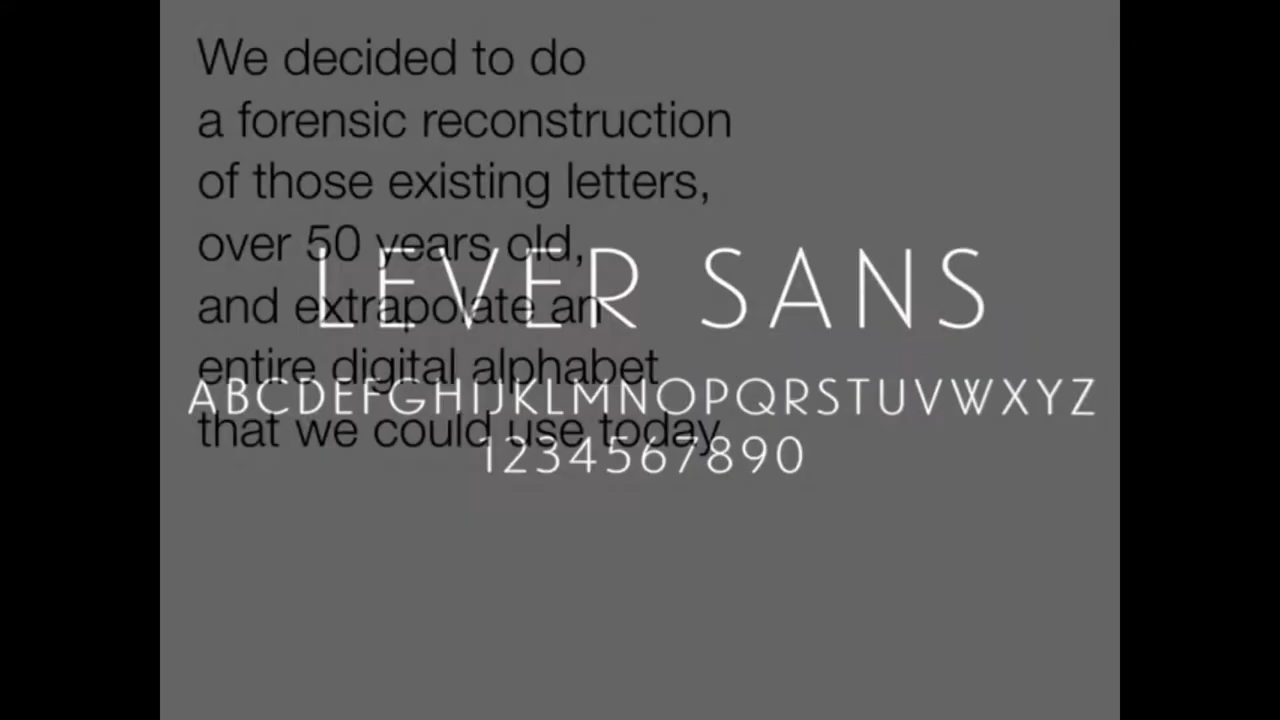 We decided to do
a forensic reconstruction
of those existing letters,
over 50 years old,
and extrapolate an
entire digital alphabet
that we could use today.
LEVER SANS
ABCDEFGHIJKLMNOPQRSTUVWXYZ
1234567890